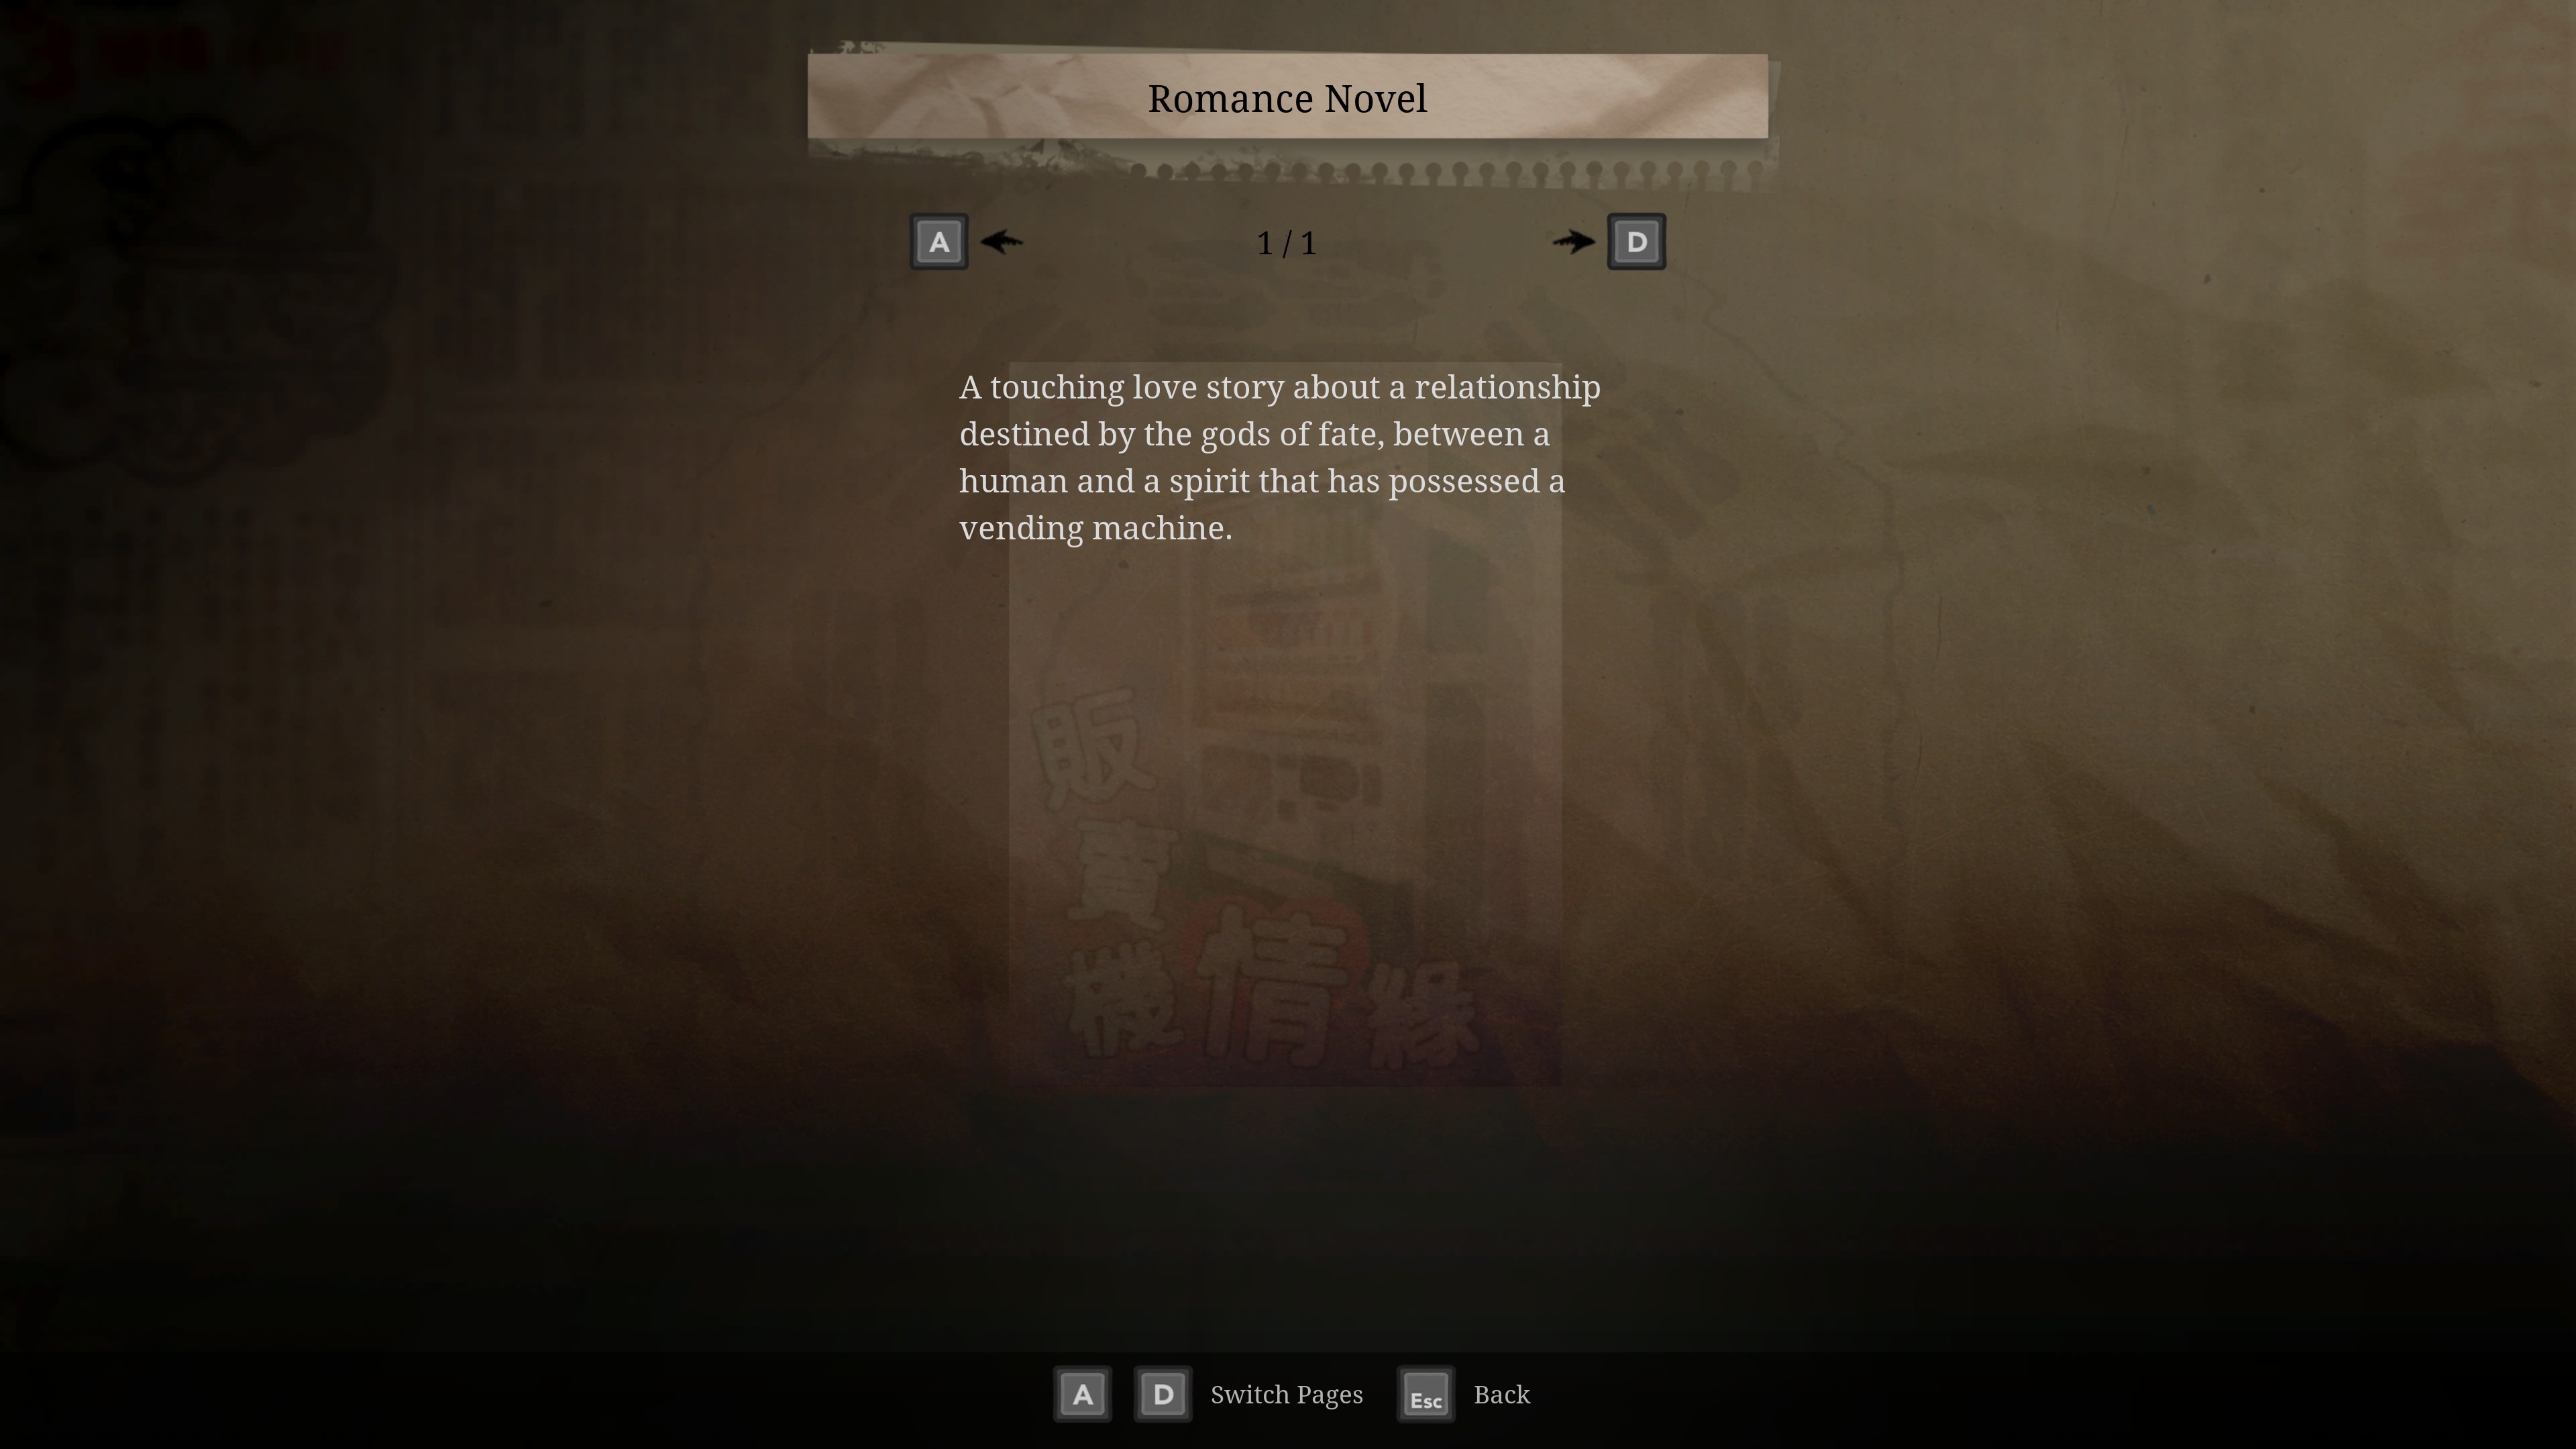 Romance Novel
A
1 / 1
D
A touching love story about a relationship
destined by the gods of fate, between a
human and a spirit that has possessed a
vending machine.
販
賣
機情緣
A D Switch Pages Esc Back